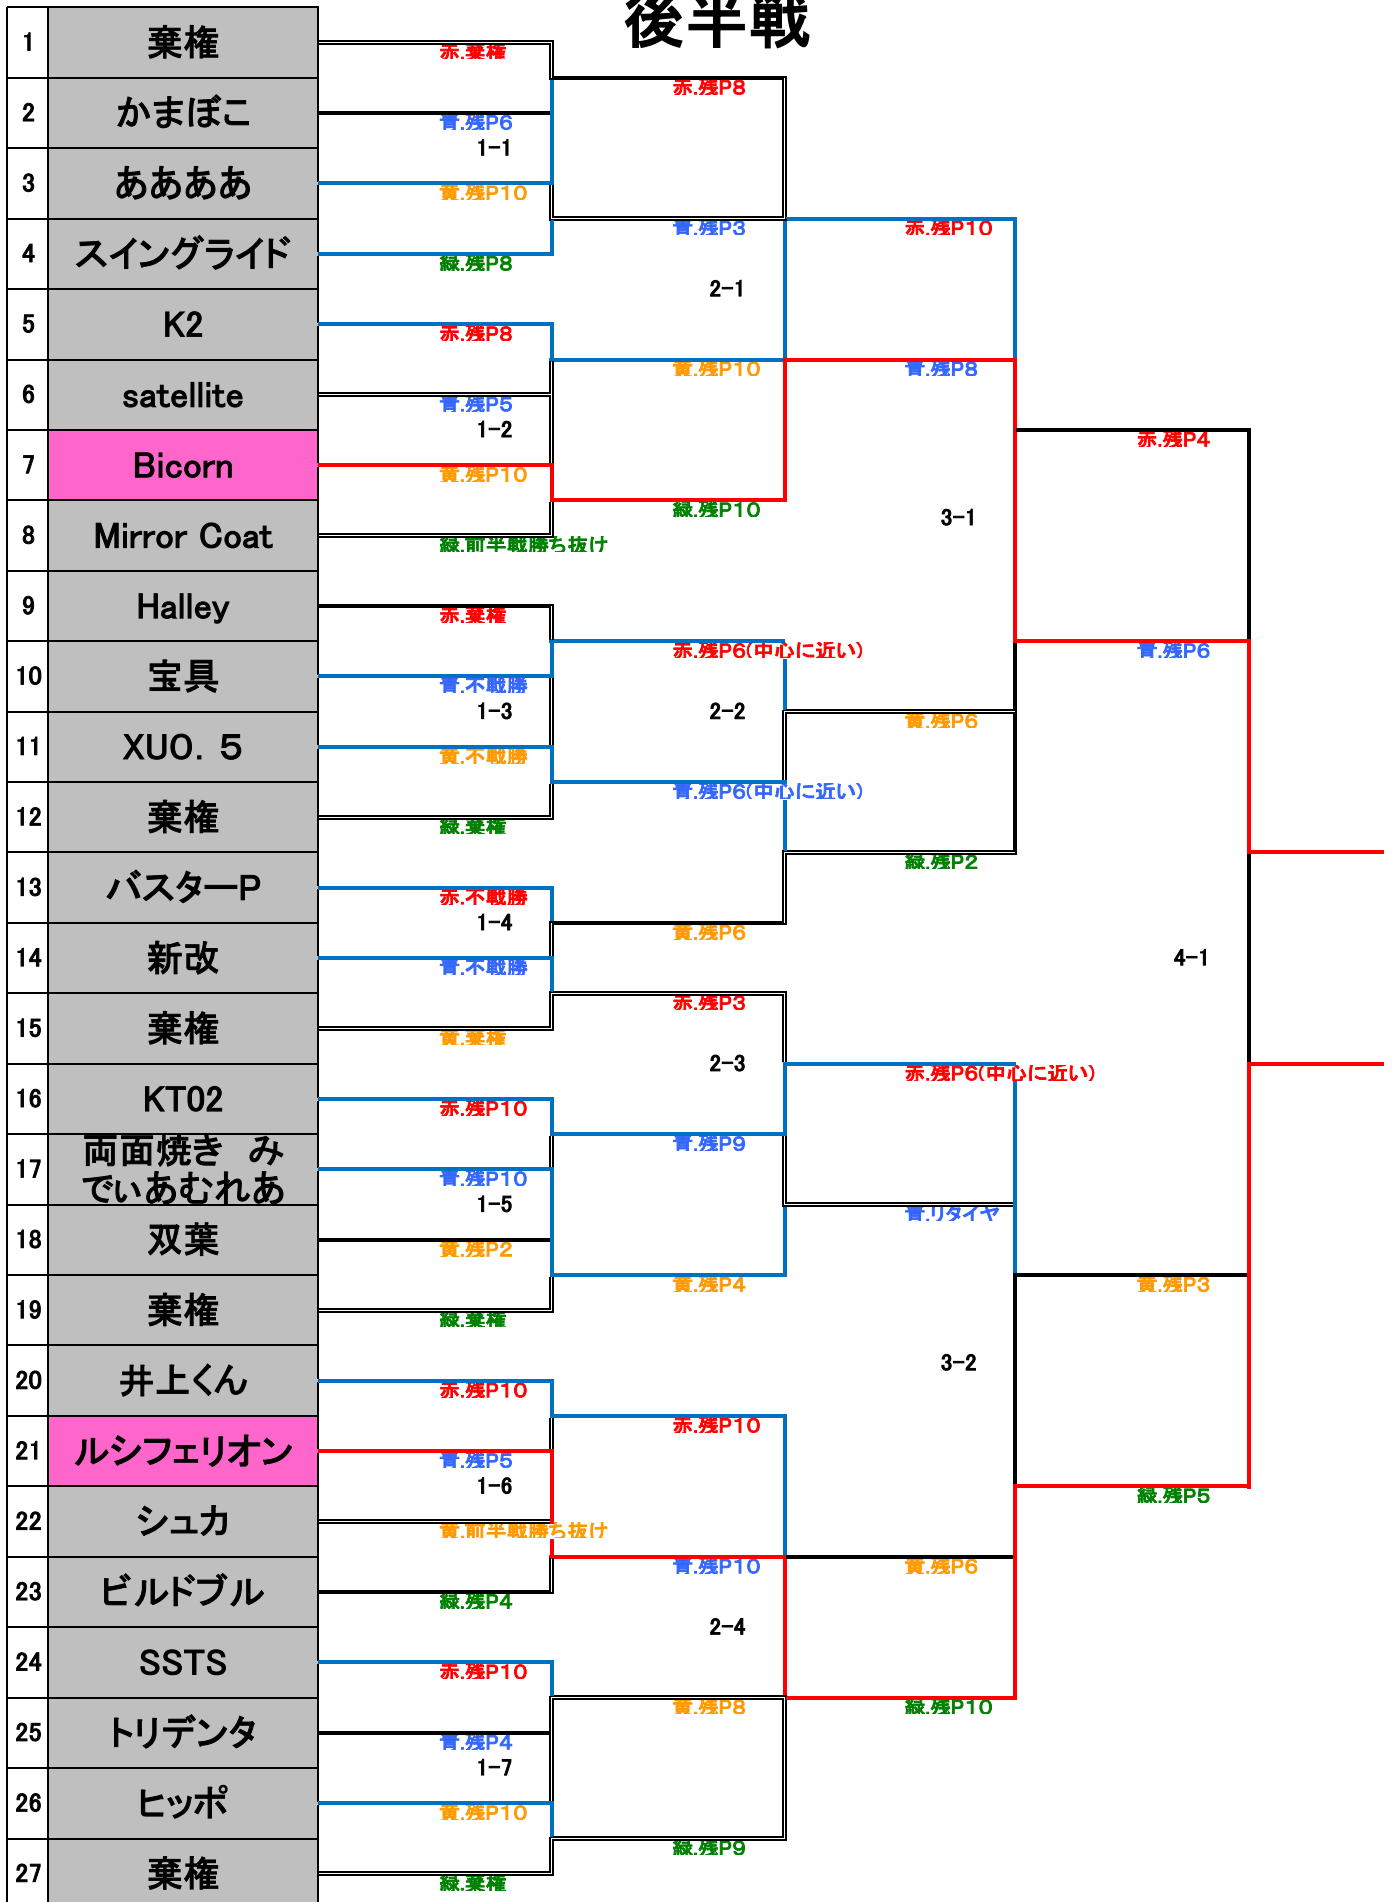 後半戦
1 棄権
赤.棄権
赤.残P8
2 かまぼこ
青.残P6
1-1
3 ああああ
黄.残P10
青.残P3
赤.残P10
4 スイングライド
緑.残P8
2-1
5 K2
赤.残P8
黄.残P10
青.残P8
6 satellite
青.残P5
1-2
赤.残P4
7 Bicorn
黄.残P10
緑.残P10
3-1
8 Mirror Coat
緑.前半戦勝ち抜け
9 Halley
赤.棄権
赤.残P6(中心に近い)
青.残P6
10 宝具
青.不戦勝
1-3
2-2
黄.残P6
11 XU0．5
黄.不戦勝
青.残P6(中心に近い)
12 棄権
緑.棄権
緑.残P2
13 バスターP
赤.不戦勝
1-4
黄.残P6
14 新改
青.不戦勝
4-1
赤.残P3
15 棄権
黄.棄権
2-3
赤.残P6(中心に近い)
16 KT02
赤.残P10
青.残P9
17 両面焼き　み
でぃあむれあ
青.残P10
1-5
青.リタイヤ
18 双葉
黄.残P2
黄.残P4
黄.残P3
19 棄権
緑.棄権
3-2
20 井上くん
赤.残P10
赤.残P10
21 ルシフェリオン
青.残P5
1-6
緑.残P5
22 シュカ
黄.前半戦勝ち抜け
青.残P10
黄.残P6
23 ビルドブル
緑.残P4
2-4
24 SSTS
赤.残P10
黄.残P8
緑.残P10
25 トリデンタ
青.残P4
1-7
26 ヒッポ
黄.残P10
緑.残P9
27 棄権
緑.棄権